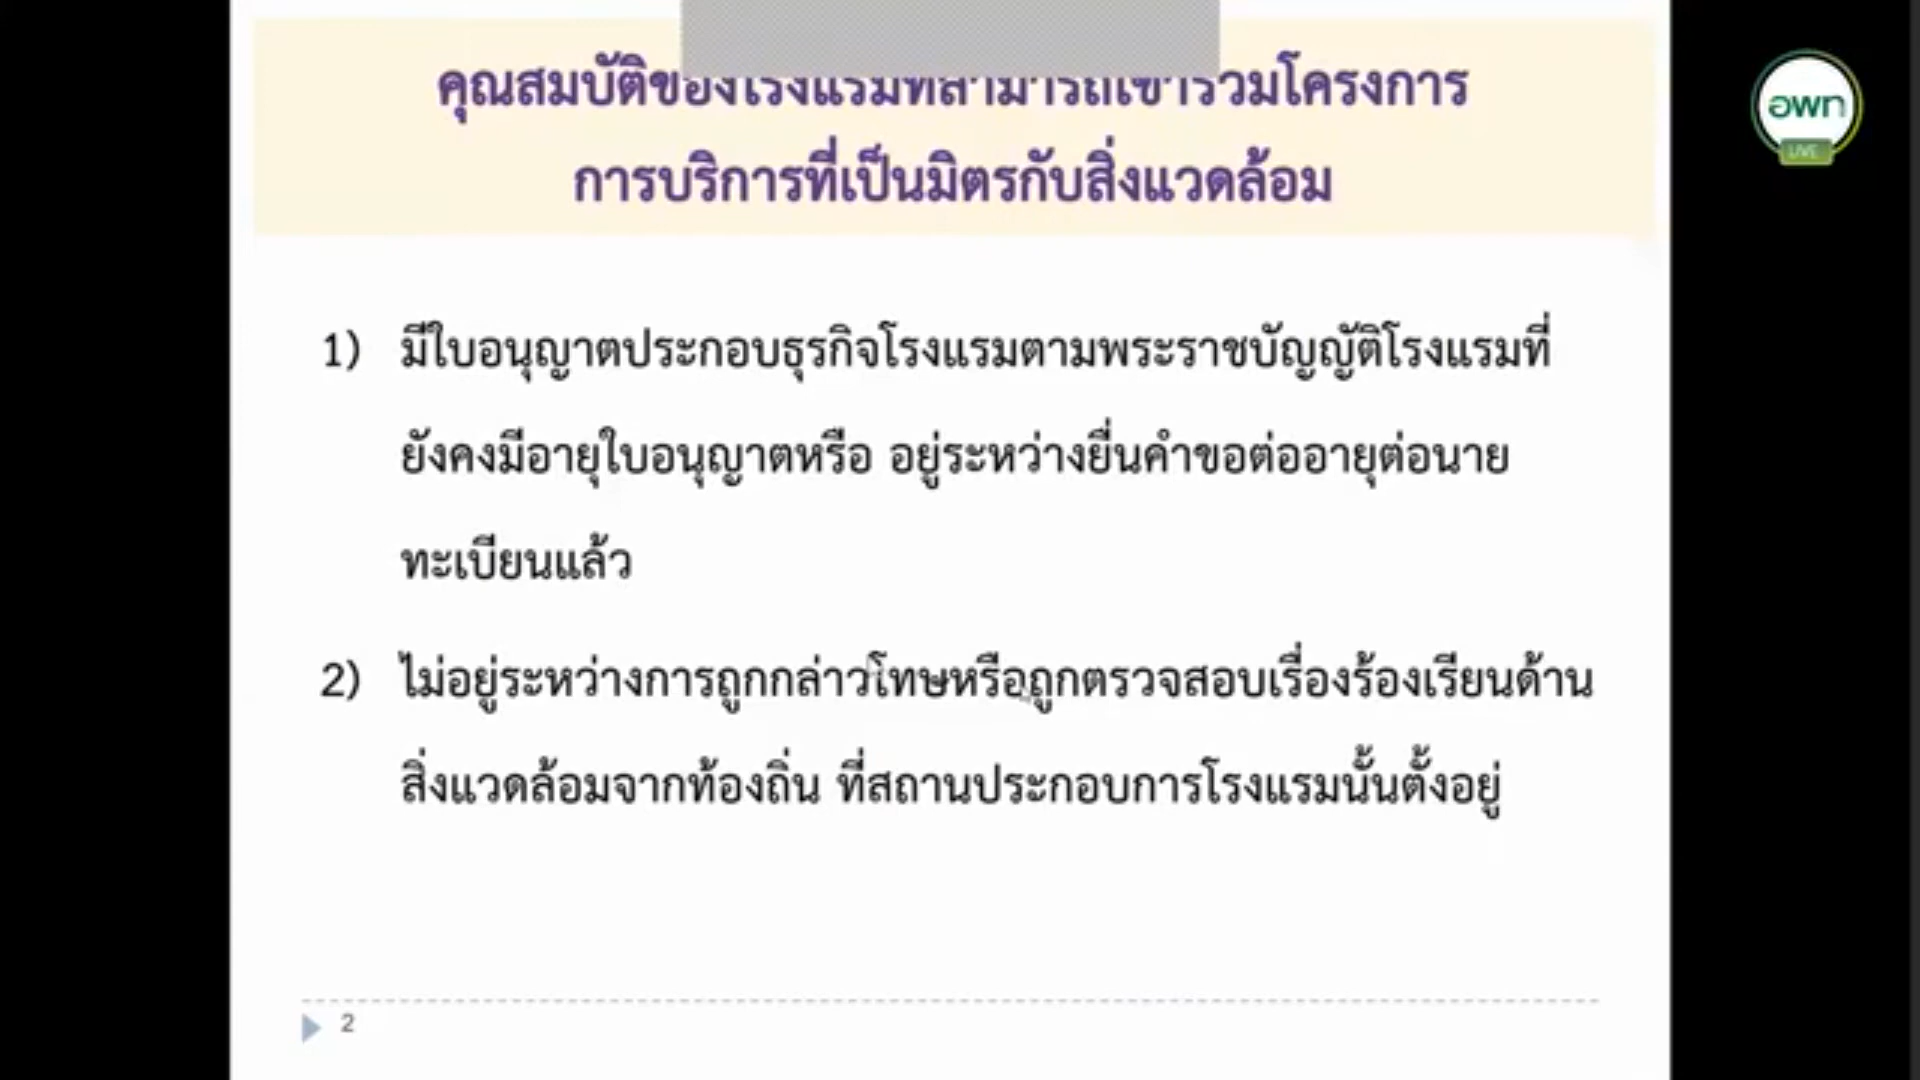 คุณสมบัติของโรงแรมที่สามารถเข้าร่วมโครงการ
การบริการที่เป็นมิตรกับสิ่งแวดล้อม
1) มีใบอนุญาตประกอบธุรกิจโรงแรมตามพระราชบัญญัติโรงแรมที่
ยังคงมีอายุใบอนุญาตหรือ อยู่ระหว่างยื่นคำขอต่ออายุต่อนาย
ทะเบียนแล้ว
2) ไม่อยู่ระหว่างการถูกกล่าวโทษหรือถูกตรวจสอบเรื่องร้องเรียนด้าน
สิ่งแวดล้อมจากท้องถิ่น ที่สถานประกอบการโรงแรมนั้นตั้งอยู่
2
อพท
LIVE